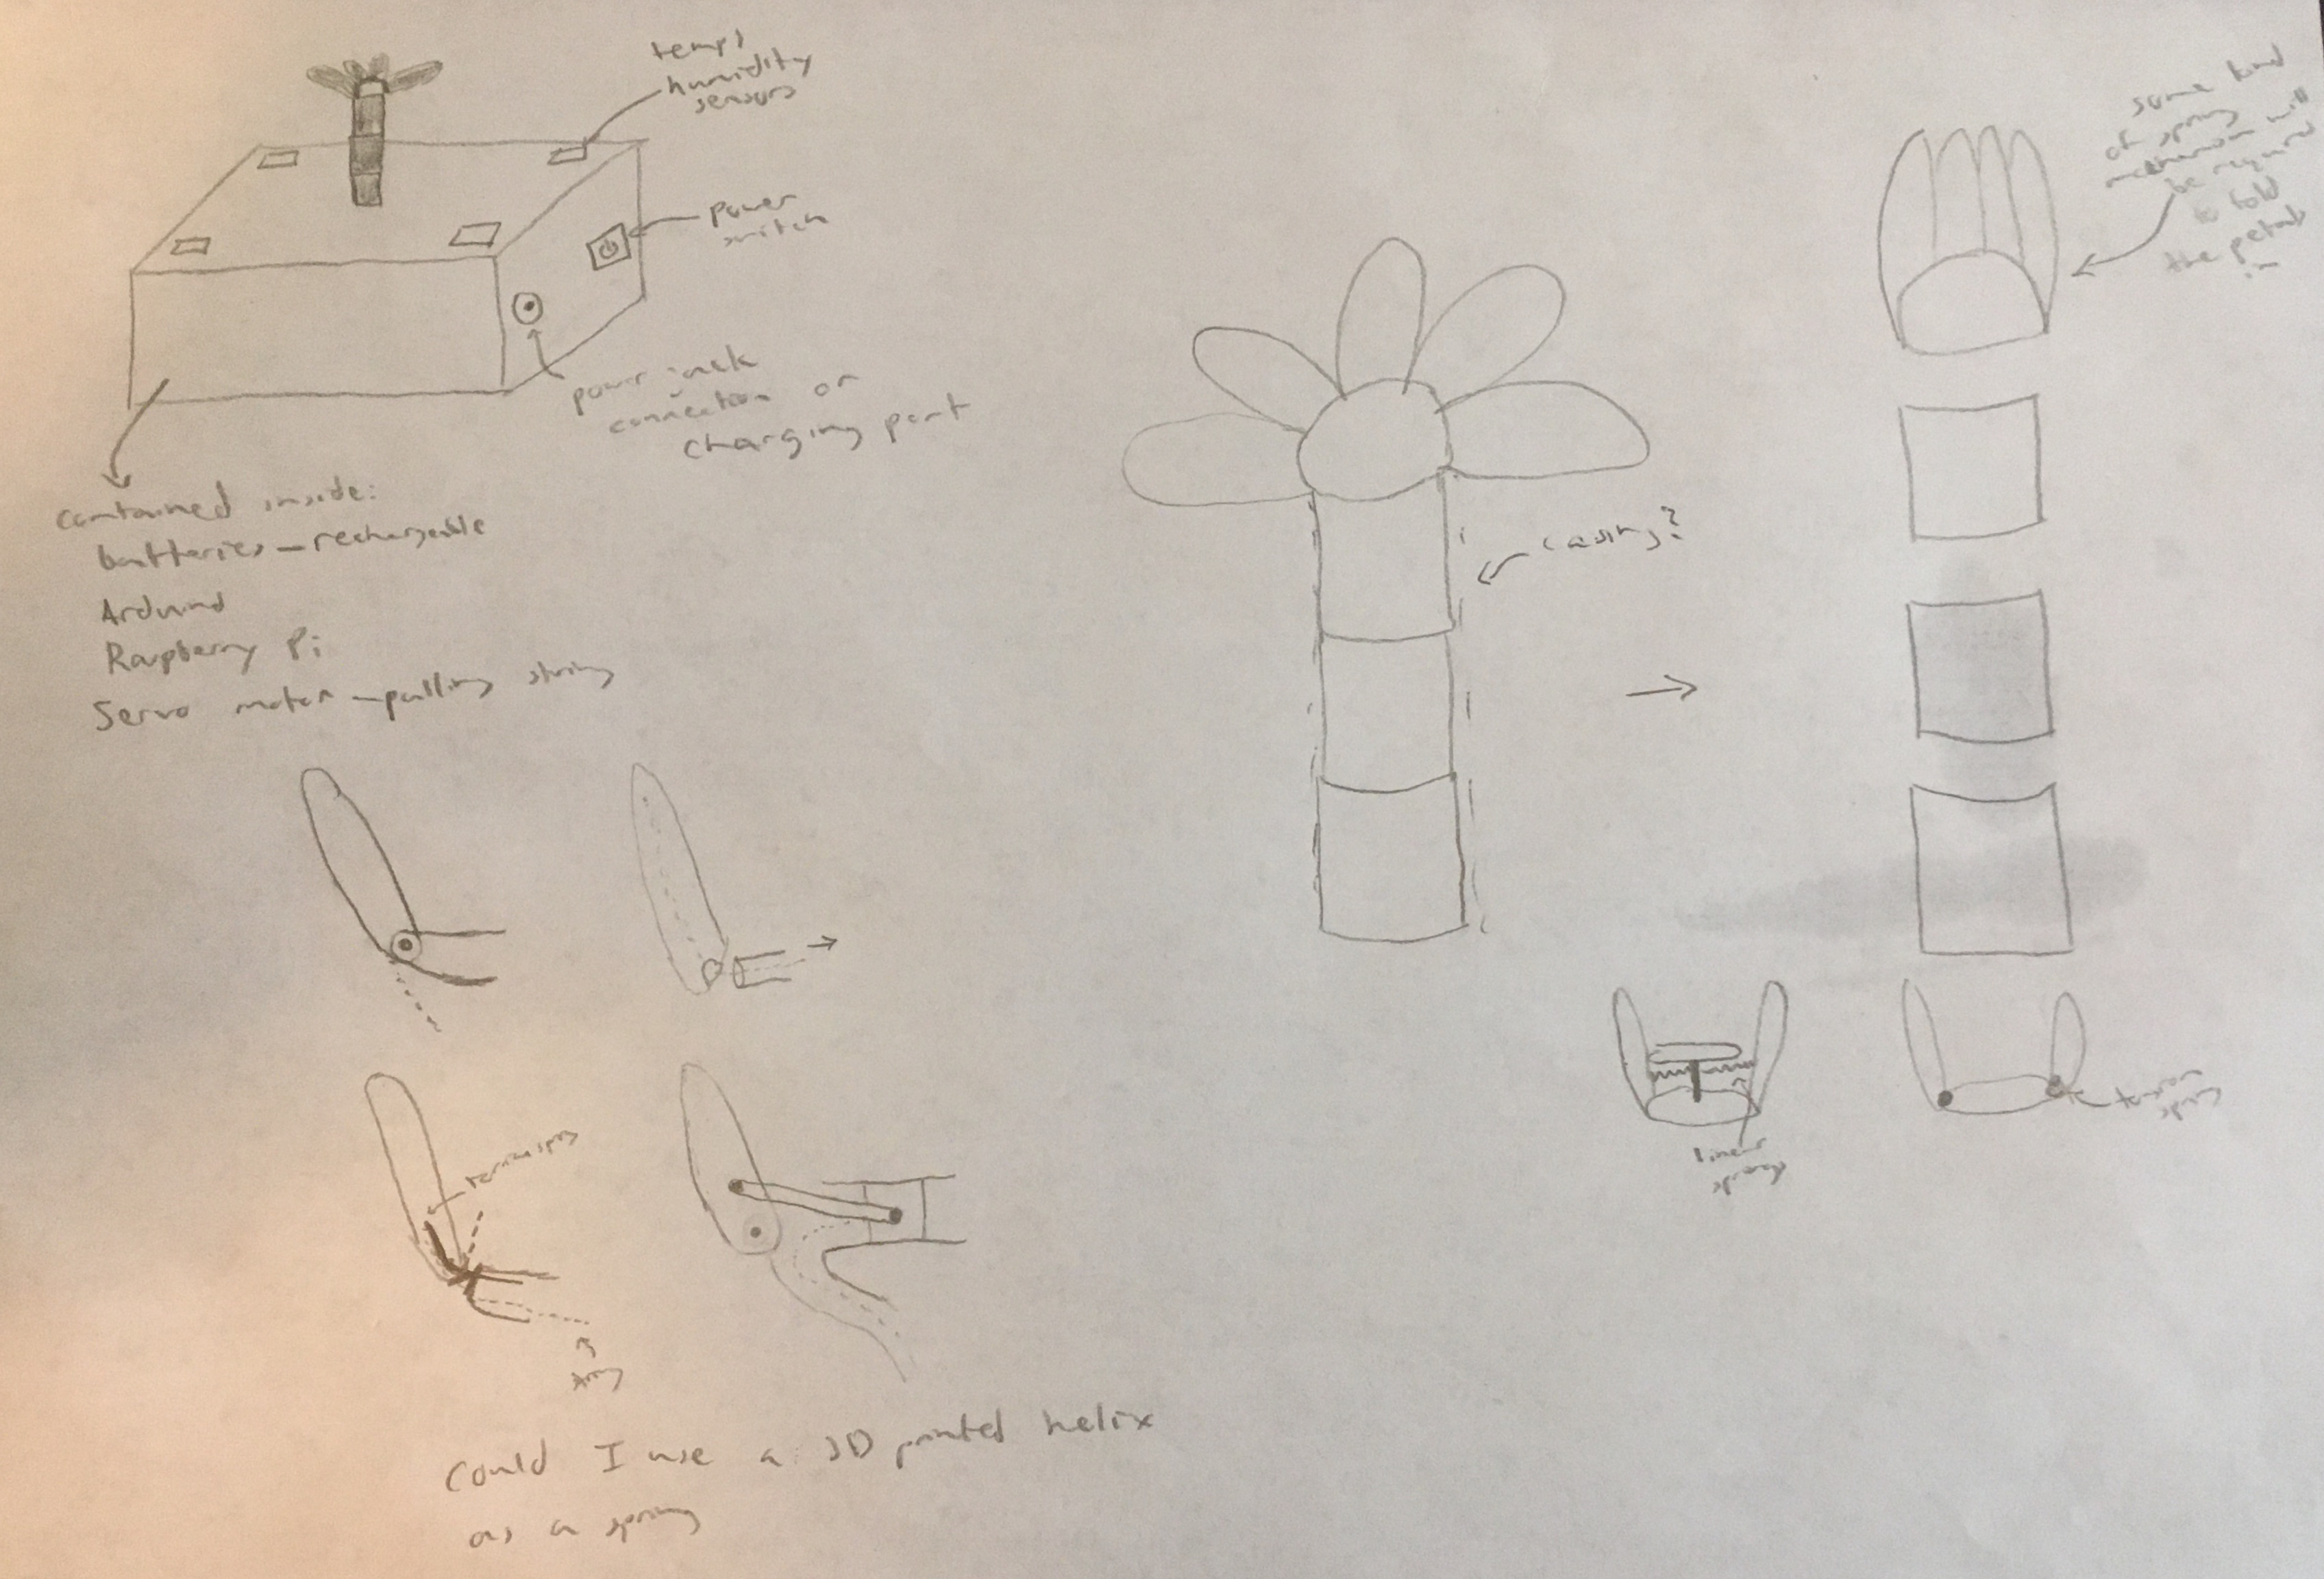 temp/
humidity
sensors
power
switch
power jack
connection or
charging port
contained inside:
batteries - rechargeable
Arduino
Raspberry Pi
Servo motor - pulling string
casing?
some kind
of spring
mechanism will
be required
to fold
the petals
in
torsion spring
string
linear
springs
torsion
spring
Could I use a 3D printed helix
as a spring